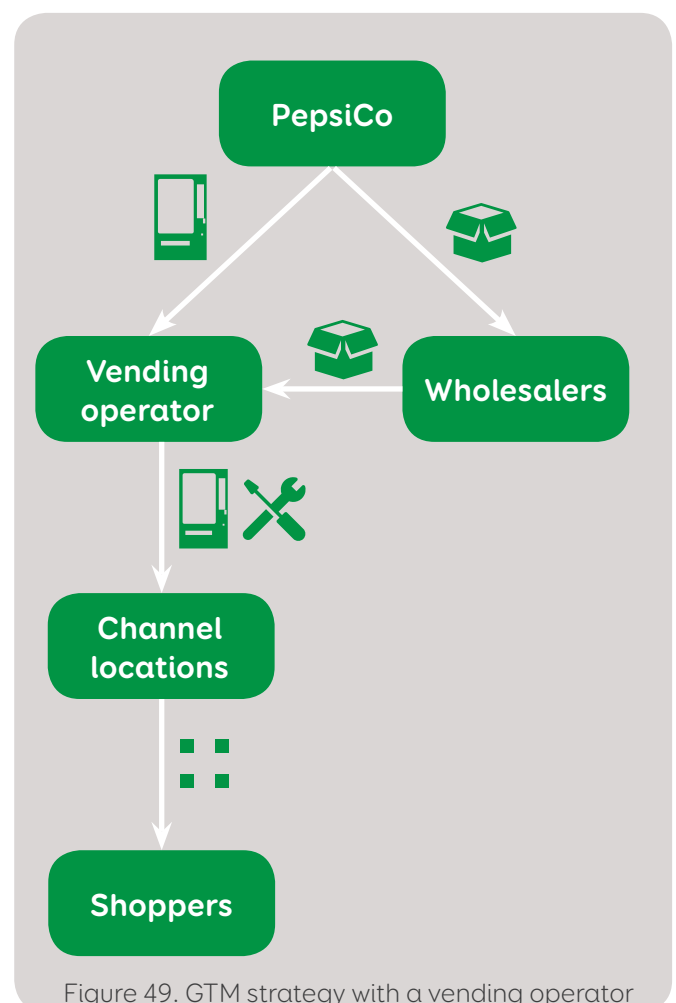 PepsiCo
Vending
operator
Wholesalers
Channel
locations
Shoppers
Figure 49. GTM strategy with a vending operator